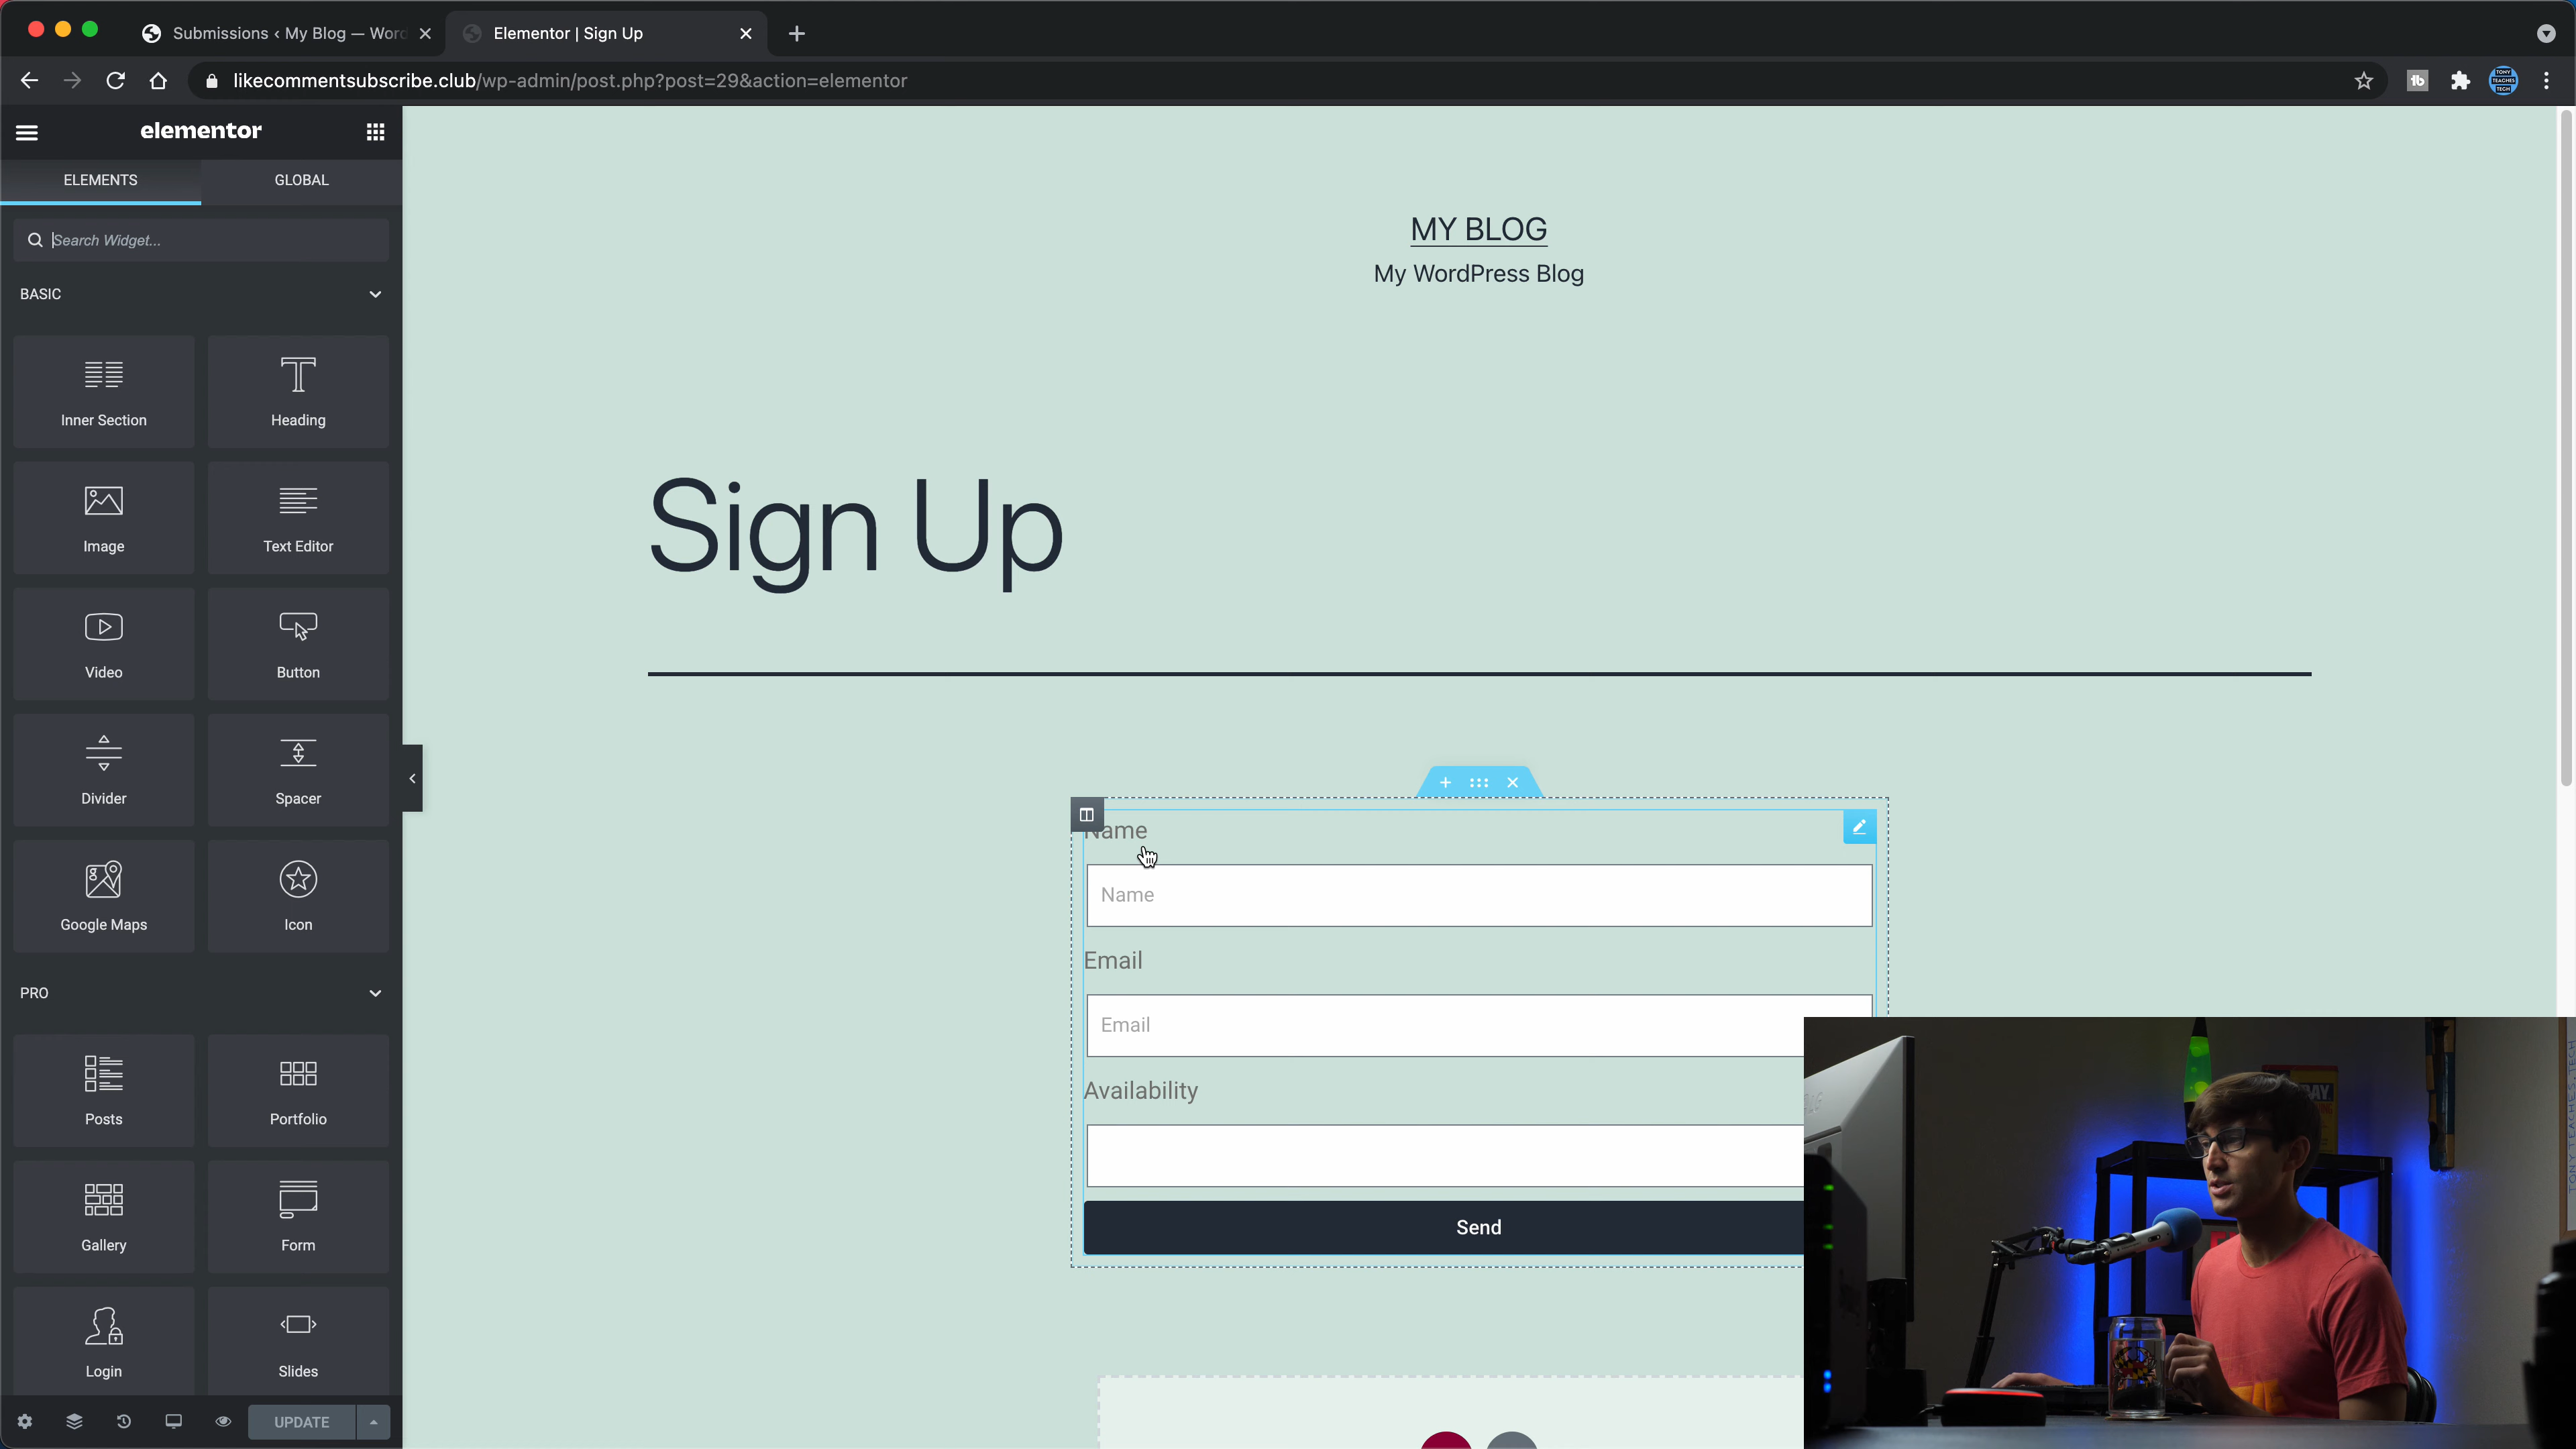 Submissions ‹ My Blog — Word
Elementor | Sign Up
likecommentsubscribe.club/wp-admin/post.php?post=29&action=elementor
TONY TEACHES TECH
elementor
ELEMENTS
GLOBAL
Search Widget...
BASIC
Inner Section
Heading
Image
Text Editor
Video
Button
Divider
Spacer
Google Maps
Icon
PRO
Posts
Portfolio
Gallery
Form
Login
Slides
UPDATE
MY BLOG
My WordPress Blog
Sign Up
Name
Name
Email
Email
Availability
Send